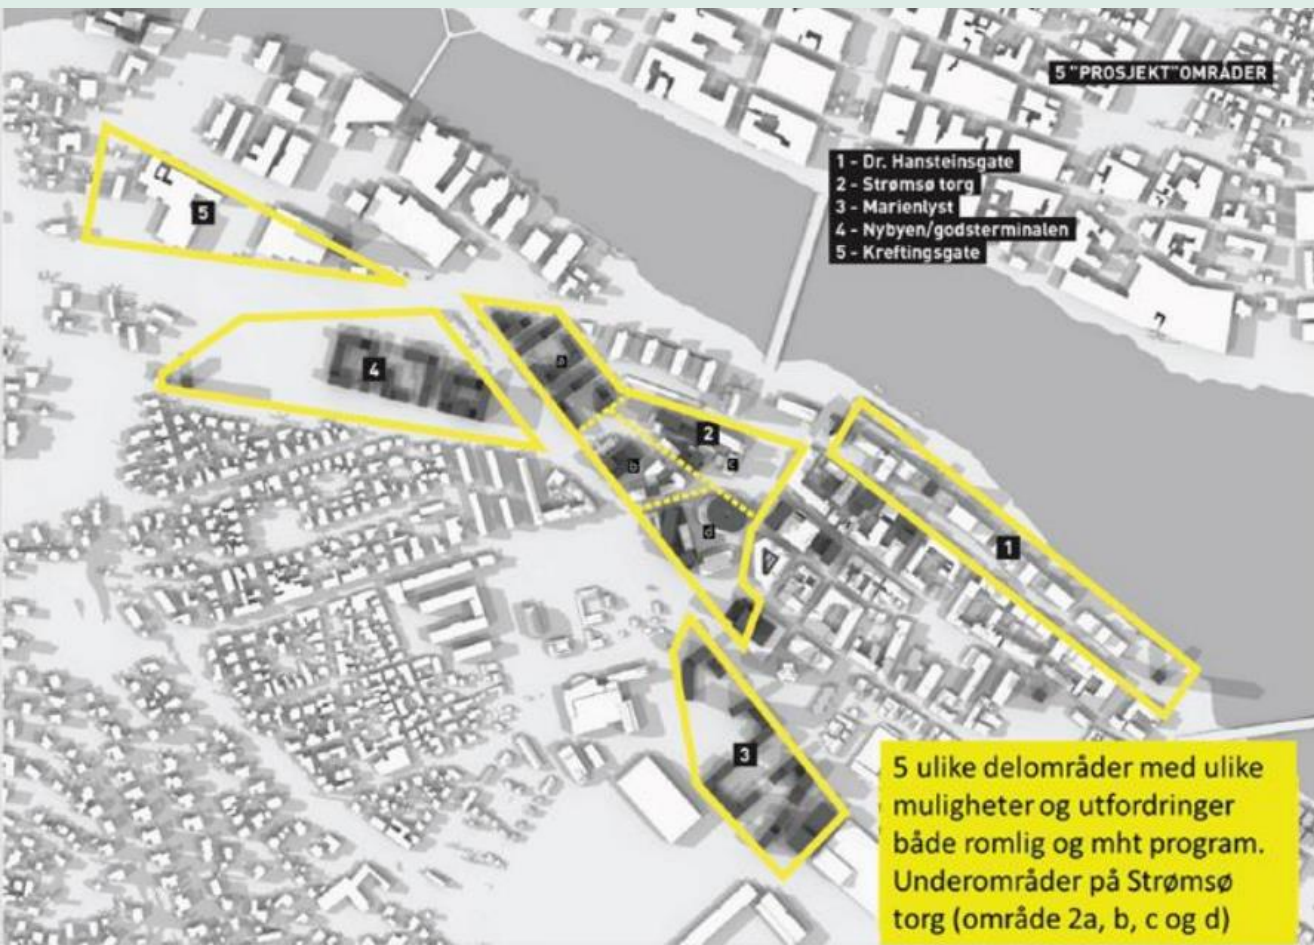 5 "PROSJEKT"OMRÅDER
1 - Dr. Hansteinsgate
2 - Strømsø torg
3 - Marienlyst
4 - Nybyen/godsterminalen
5 - Kreftingsgate
5
4
a
2
b
c
d
1
3
5 ulike delområder med ulike
muligheter og utfordringer
både romlig og mht program.
Underområder på Strømsø
torg (område 2a, b, c og d)